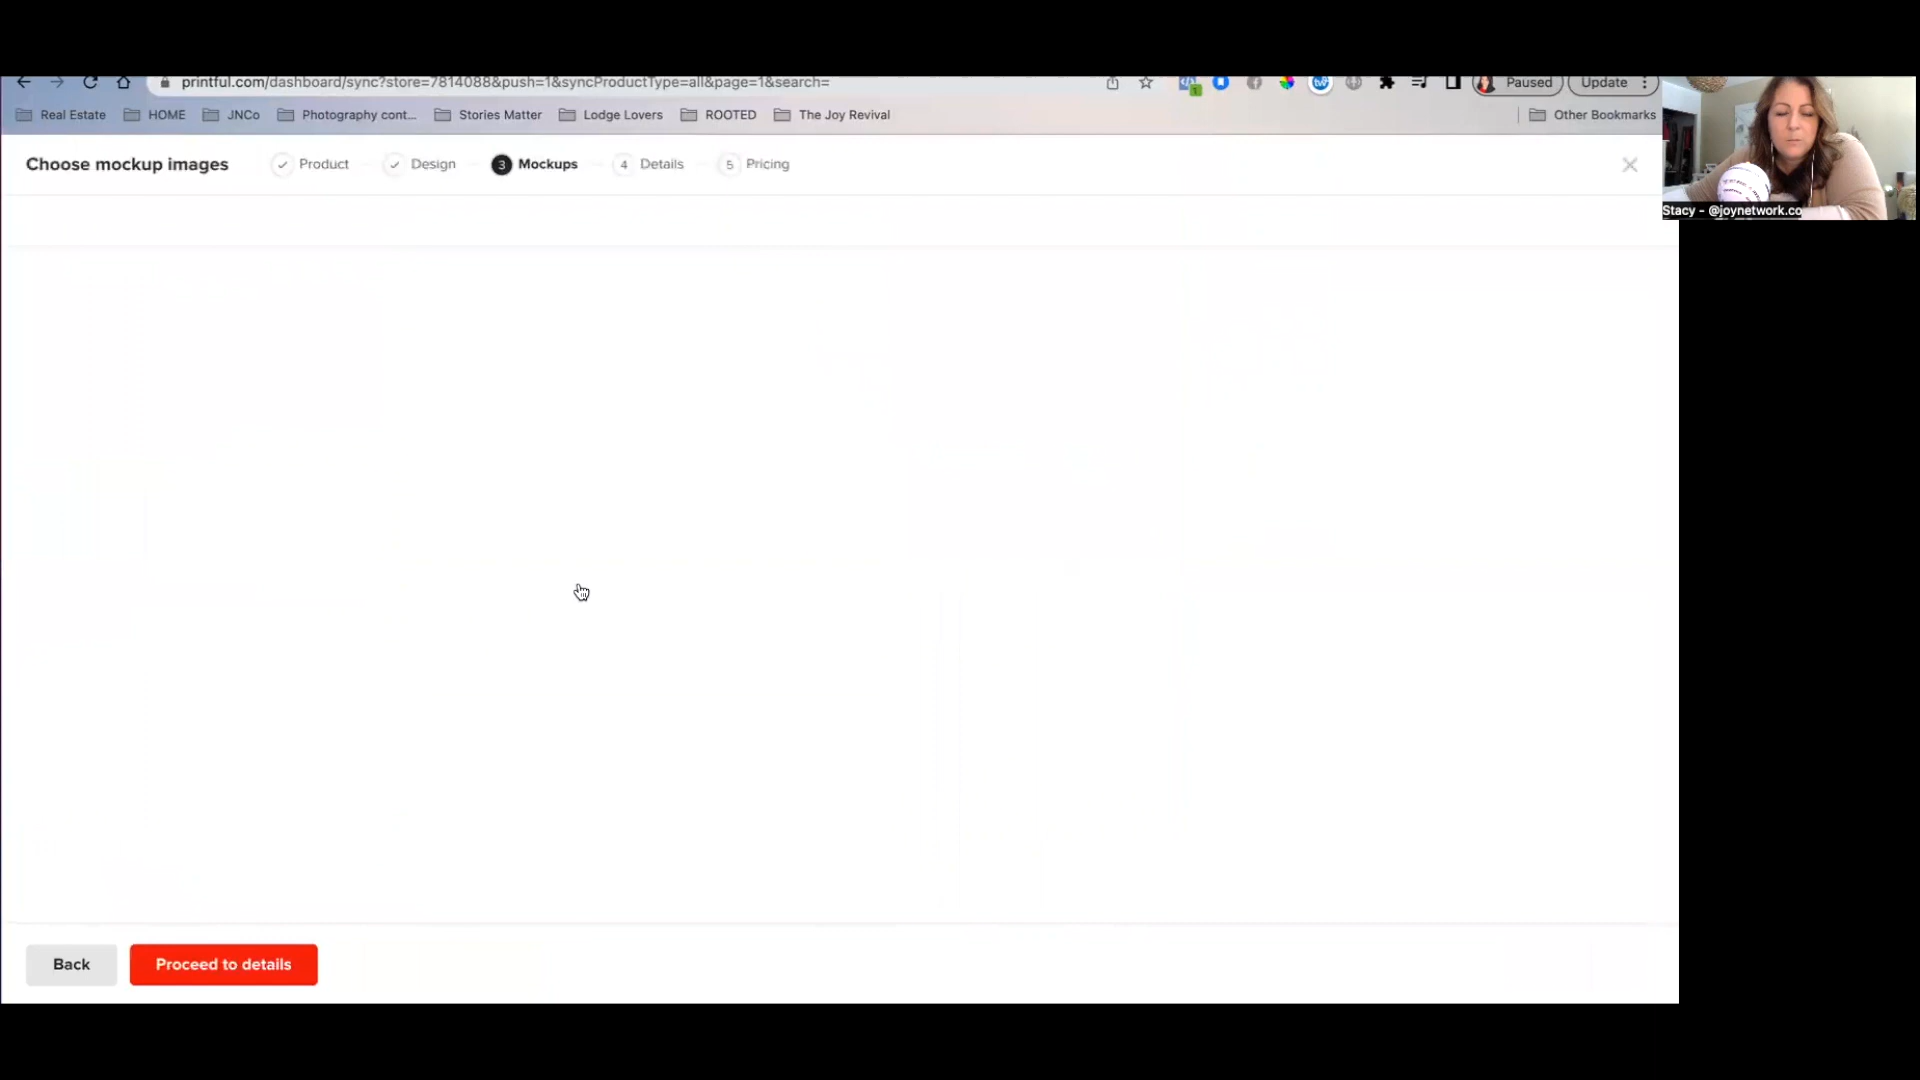 printful.com/dashboard/sync?store=7814088&push=1&syncProductType=all&page=1&search=
1
Paused
Update
Real Estate
HOME
JNCo
Photography cont...
Stories Matter
Lodge Lovers
ROOTED
The Joy Revival
Other Bookmarks
Choose mockup images
Product
Design
3 Mockups
4 Details
5 Pricing
Stacy - @joynetwork.co
Back
Proceed to details